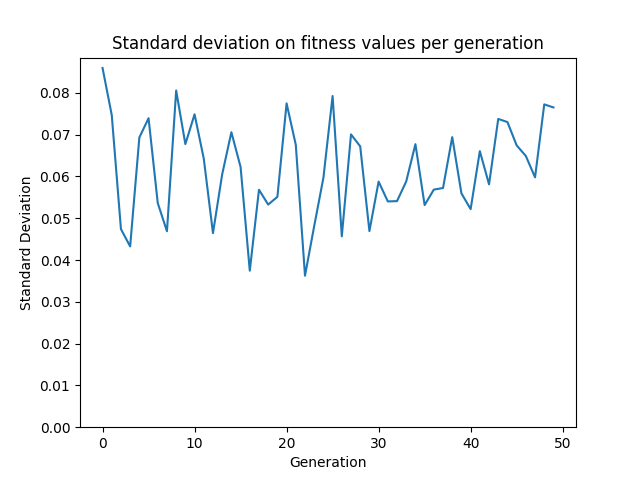 Standard deviation on fitness values per generation
0.08
0.07
0.06
0.05
0.04
0.03
0.02
0.01
0.00
Standard Deviation
0 10 20 30 40 50
Generation